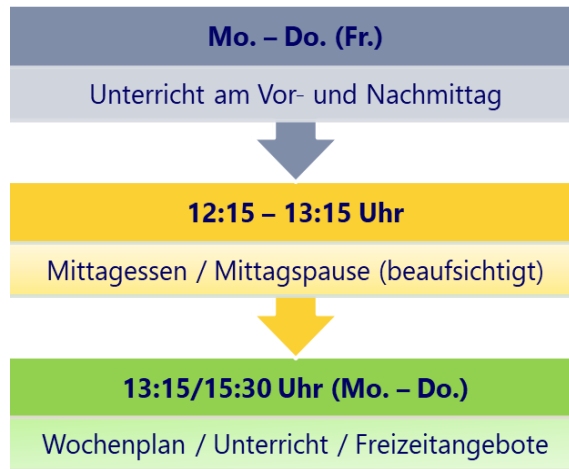 Mo. – Do. (Fr.)
Unterricht am Vor- und Nachmittag
12:15 – 13:15 Uhr
Mittagessen / Mittagspause (beaufsichtigt)
13:15/15:30 Uhr (Mo. – Do.)
Wochenplan / Unterricht / Freizeitangebote